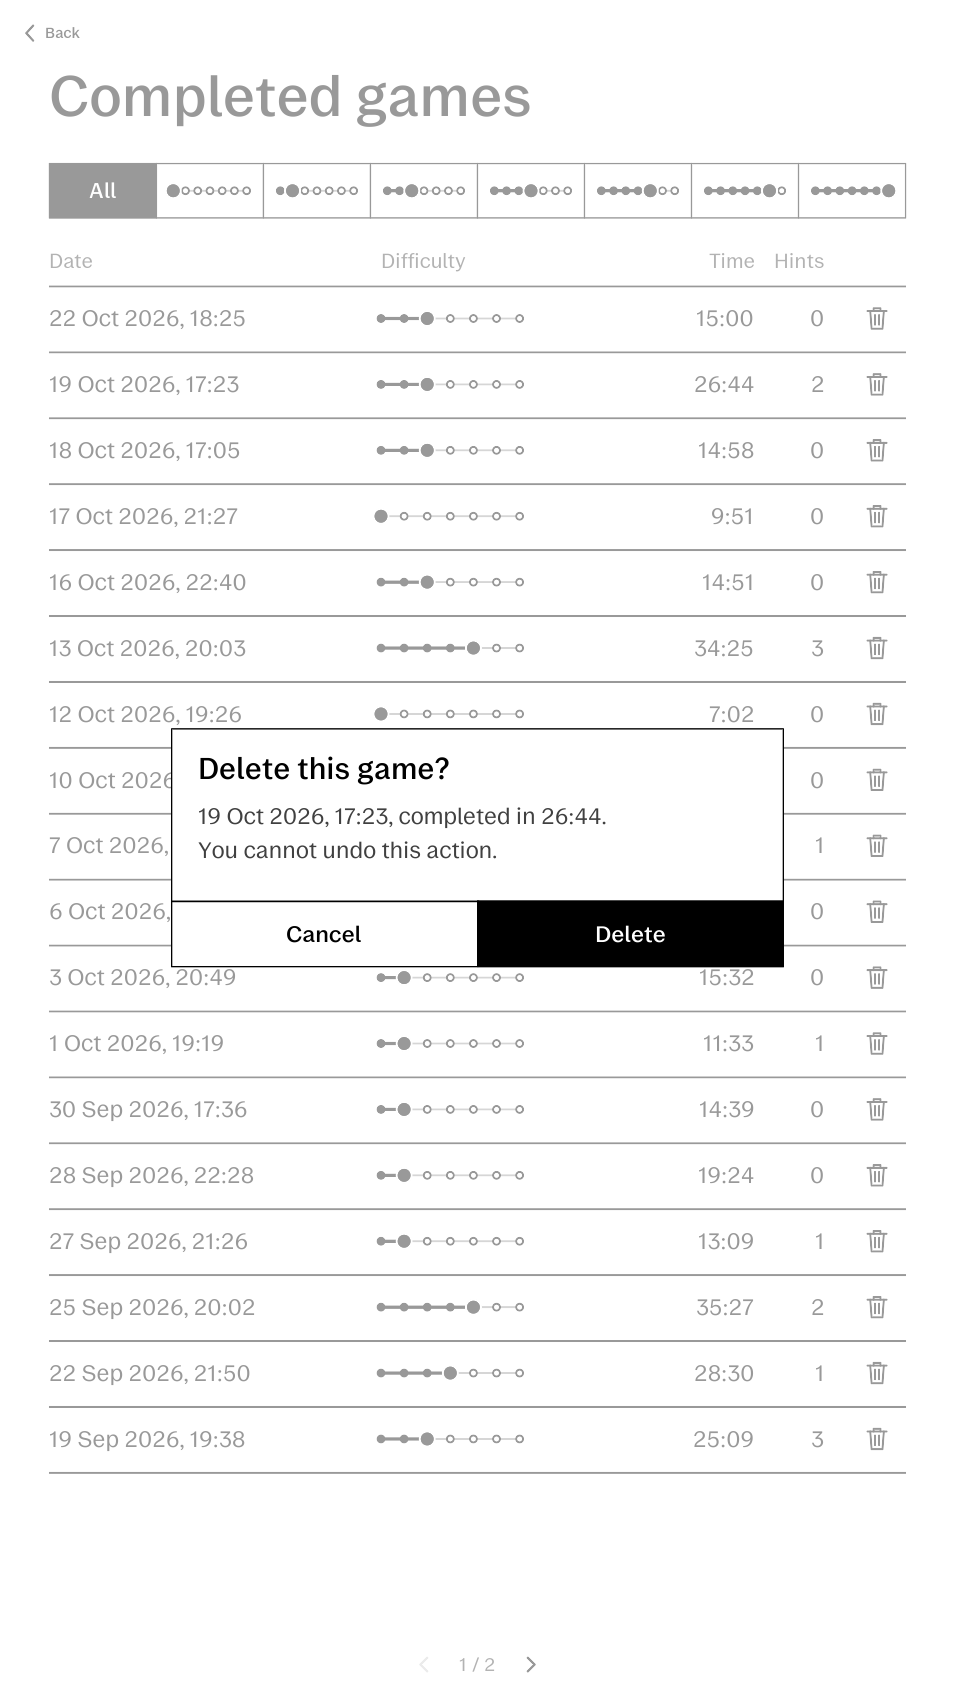 Back
Completed games
All
Date Difficulty Time Hints
22 Oct 2026, 18:25 15:00 0
19 Oct 2026, 17:23 26:44 2
18 Oct 2026, 17:05 14:58 0
17 Oct 2026, 21:27 9:51 0
16 Oct 2026, 22:40 14:51 0
13 Oct 2026, 20:03 34:25 3
12 Oct 2026, 19:26 7:02 0
10 Oct 2026 0
Delete this game?
19 Oct 2026, 17:23, completed in 26:44.
7 Oct 2026, 1
You cannot undo this action.
6 Oct 2026, 0
Cancel Delete
3 Oct 2026, 20:49 15:32 0
1 Oct 2026, 19:19 11:33 1
30 Sep 2026, 17:36 14:39 0
28 Sep 2026, 22:28 19:24 0
27 Sep 2026, 21:26 13:09 1
25 Sep 2026, 20:02 35:27 2
22 Sep 2026, 21:50 28:30 1
19 Sep 2026, 19:38 25:09 3
1 / 2